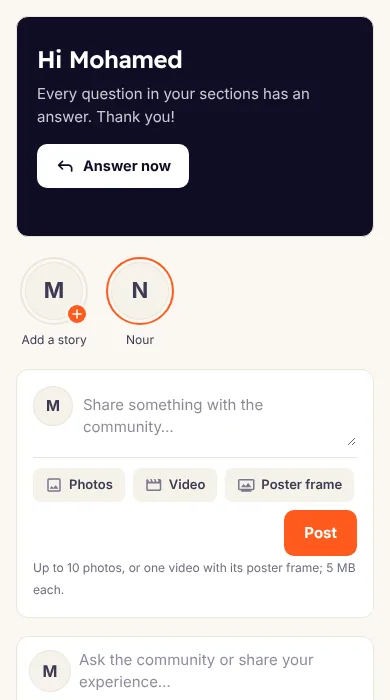 Hi Mohamed
Every question in your sections has an
answer. Thank you!
Answer now
M
N
Add a story
Nour
M
Share something with the
community...
Photos
Video
Poster frame
Post
Up to 10 photos, or one video with its poster frame; 5 MB
each.
M
Ask the community or share your
experience...